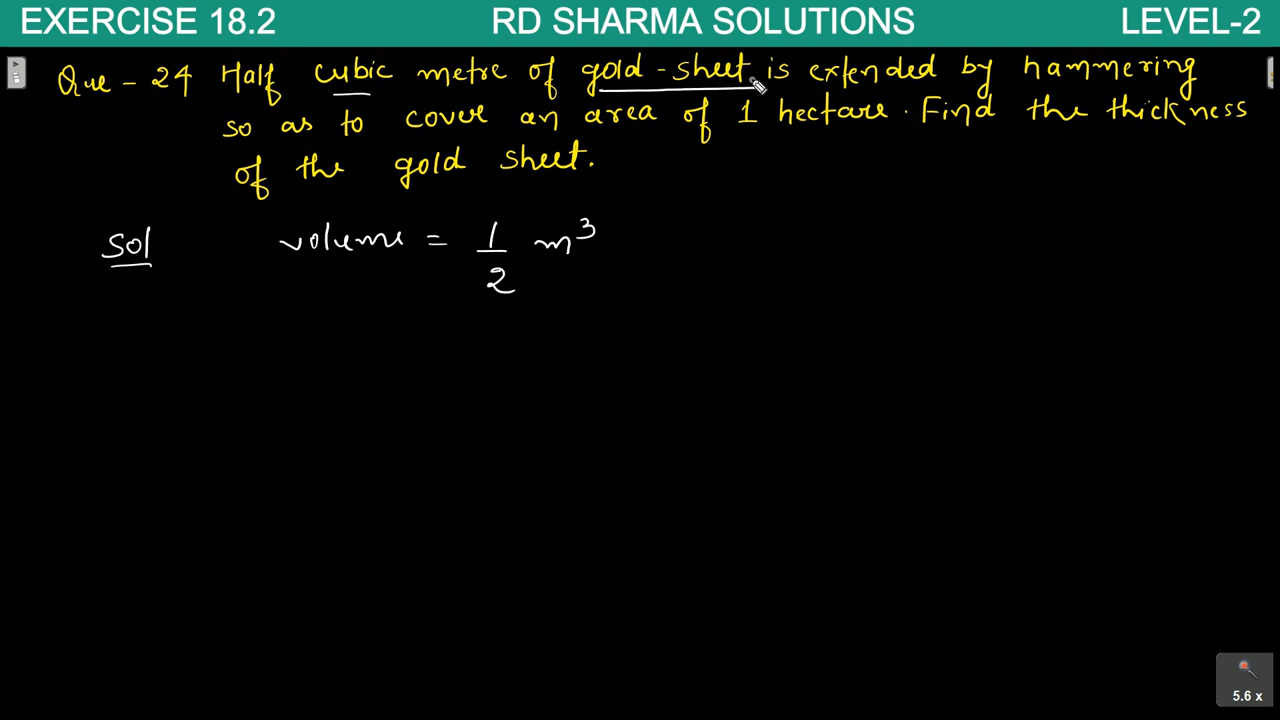 EXERCISE 18.2 RD SHARMA SOLUTIONS LEVEL-2
Que - 24 Half cubic metre of gold-sheet is extended by hammering
so as to cover an area of 1 hectare. Find the thickness
of the gold sheet.
Sol volume = 1/2 m³
5.6 x